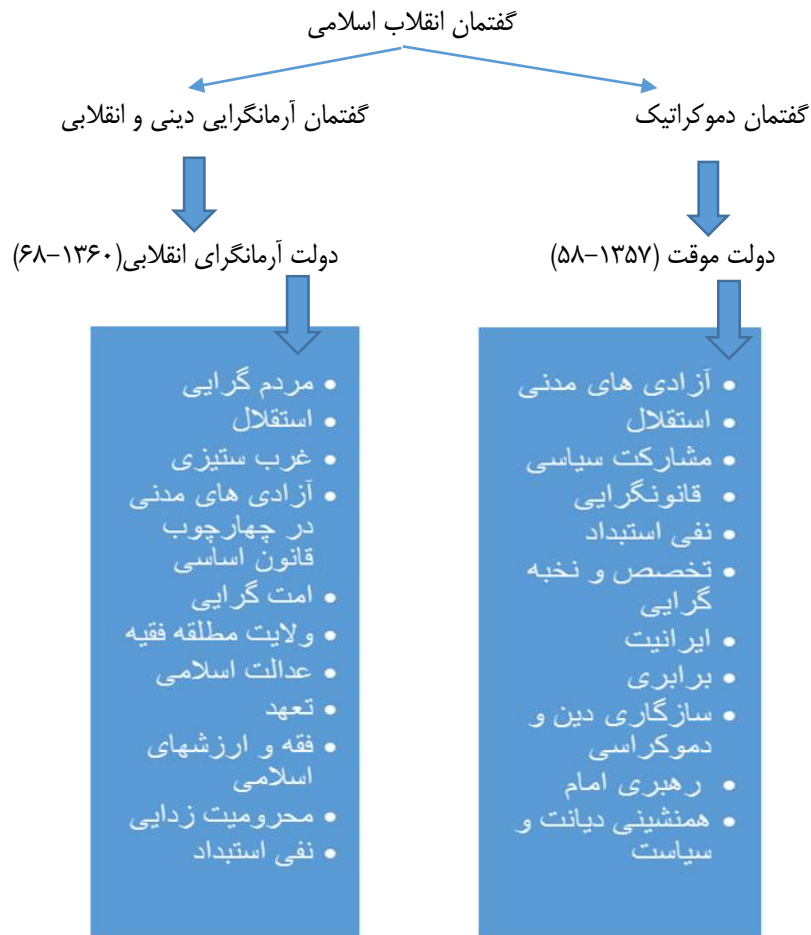 گفتمان انقلاب اسلامی
گفتمان دموکراتیک
گفتمان آرمانگرایی دینی و انقلابی
دولت موقت (۱۳۵۷-۵۸)
دولت آرمانگرای انقلابی(۱۳۶۰-۶۸)
• آزادی های مدنی
• استقلال
• مشارکت سیاسی
• قانونگرایی
• نفی استبداد
• تخصص و نخبه
گرایی
• ایرانیت
• برابری
• سازگاری دین و
دموکراسی
• رهبری امام
• همنشینی دیانت و
سیاست
• مردم گرایی
• استقلال
• غرب ستیزی
• آزادی های مدنی
در چهارچوب
قانون اساسی
• امت گرایی
• ولایت مطلقه فقیه
• عدالت اسلامی
• تعهد
• فقه و ارزشهای
اسلامی
• محرومیت زدایی
• نفی استبداد